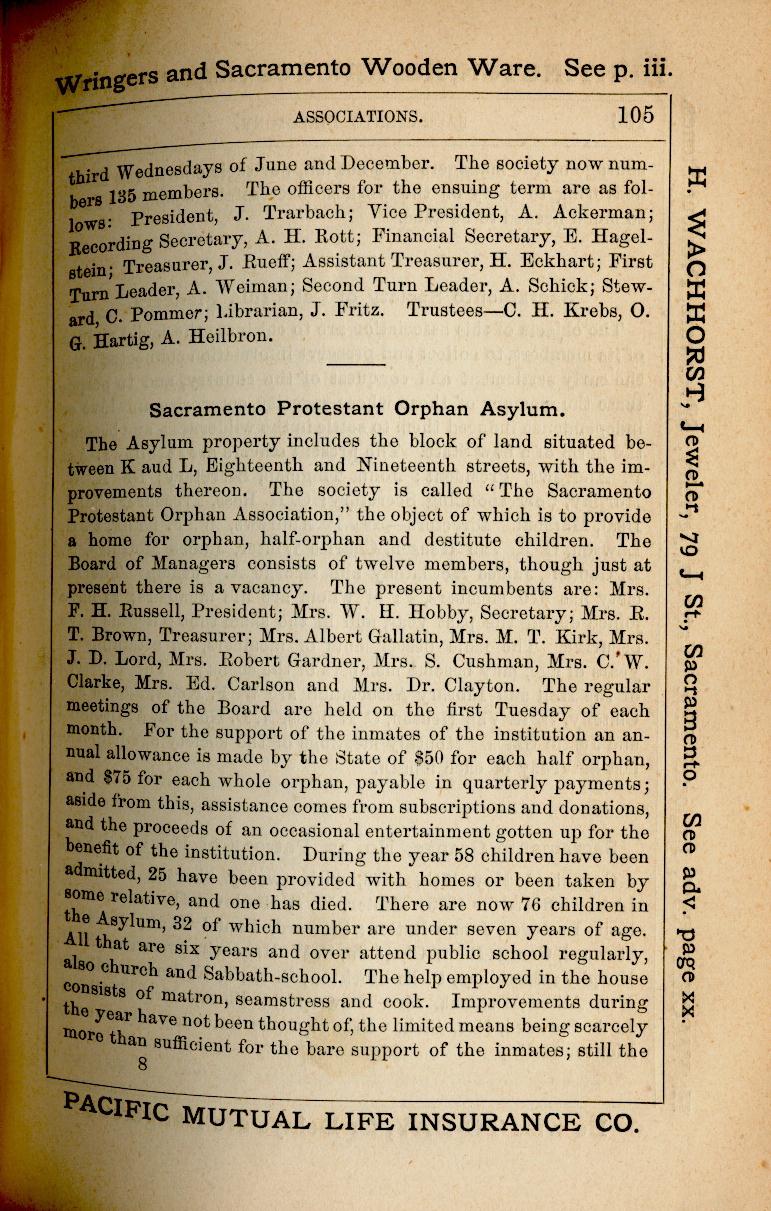 Wringers and Sacramento Wooden Ware. See p. iii.
ASSOCIATIONS. 105
third Wednesdays of June and December. The society now num-
bers 135 members. The officers for the ensuing term are as fol-
lows: President, J. Trarbach; Vice President, A. Ackerman;
Recording Secretary, A. H. Rott; Financial Secretary, E. Hagel-
stein; Treasurer, J. Rueff; Assistant Treasurer, H. Eckhart; First
Turn Leader, A. Weiman; Second Turn Leader, A. Schick; Stew-
ard, C. Pommer; Librarian, J. Fritz. Trustees—C. H. Krebs, O.
G. Hartig, A. Heilbron.
Sacramento Protestant Orphan Asylum.
The Asylum property includes the block of land situated be-
tween K aud L, Eighteenth and Nineteenth streets, with the im-
provements thereon. The society is called “The Sacramento
Protestant Orphan Association,” the object of which is to provide
a home for orphan, half-orphan and destitute children. The
Board of Managers consists of twelve members, though just at
present there is a vacancy. The present incumbents are: Mrs.
F. H. Russell, President; Mrs. W. H. Hobby, Secretary; Mrs. R.
T. Brown, Treasurer; Mrs. Albert Gallatin, Mrs. M. T. Kirk, Mrs.
J. D. Lord, Mrs. Robert Gardner, Mrs. S. Cushman, Mrs. C. W.
Clarke, Mrs. Ed. Carlson and Mrs. Dr. Clayton. The regular
meetings of the Board are held on the first Tuesday of each
month. For the support of the inmates of the institution an an-
nual allowance is made by the State of $50 for each half orphan,
and $75 for each whole orphan, payable in quarterly payments;
aside from this, assistance comes from subscriptions and donations,
and the proceeds of an occasional entertainment gotten up for the
benefit of the institution. During the year 58 children have been
admitted, 25 have been provided with homes or been taken by
some relative, and one has died. There are now 76 children in
the Asylum, 32 of which number are under seven years of age.
All that are six years and over attend public school regularly,
also church and Sabbath-school. The help employed in the house
consists of matron, seamstress and cook. Improvements during
the year have not been thought of, the limited means being scarcely
more than sufficient for the bare support of the inmates; still the
8
PACIFIC MUTUAL LIFE INSURANCE CO.
H. WACHHORST, Jeweler, 79 J St., Sacramento. See adv. page xx.